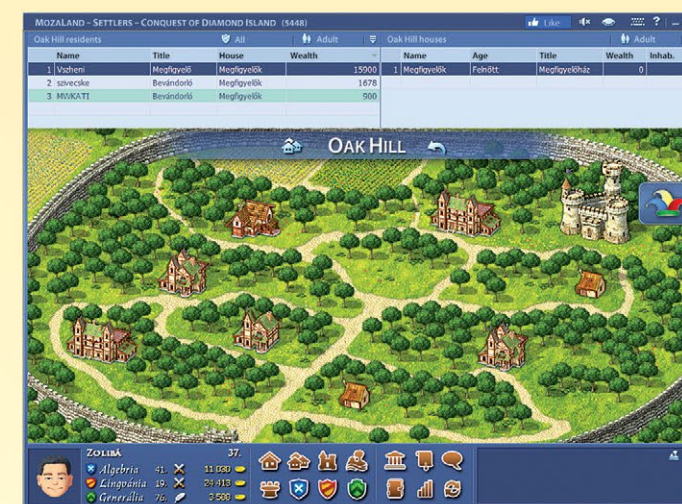 MOZALAND – SETTLERS – CONQUEST OF DIAMOND ISLAND (5448)
Like
?
Oak Hill residents All Adult
Name Title House Wealth
1 Vszheni Megfigyelő Megfigyelők 15900
2 szivecske Bevándorló Megfigyelők 1678
3 MWKATI Bevándorló Megfigyelők 900
Oak Hill houses Adult
Name Age Title Wealth Inhab.
1 Megfigyelők Felnőtt Megfigyelőház 0
OAK HILL
ZOLIBÁ 37.
Algebria 41. 11 030
Lingvánia 19. 24 413
Generália 76. 3 500